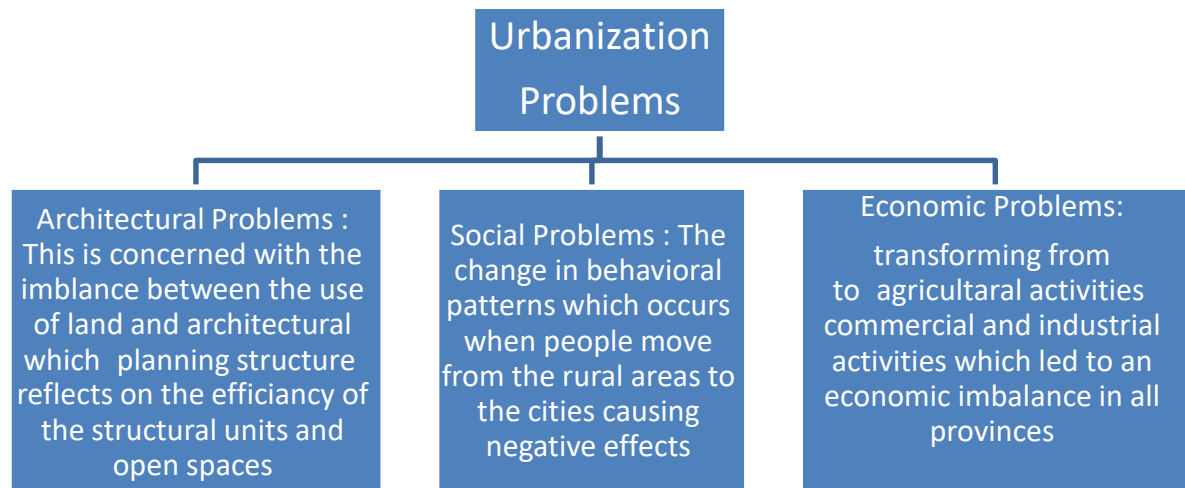 Urbanization
Problems
Architectural Problems :
This is concerned with the
imblance between the use
of land and architectural
which planning structure
reflects on the efficiancy of
the structural units and
open spaces
Social Problems : The
change in behavioral
patterns which occurs
when people move
from the rural areas to
the cities causing
negative effects
Economic Problems:
transforming from
to agricultaral activities
commercial and industrial
activities which led to an
economic imbalance in all
provinces